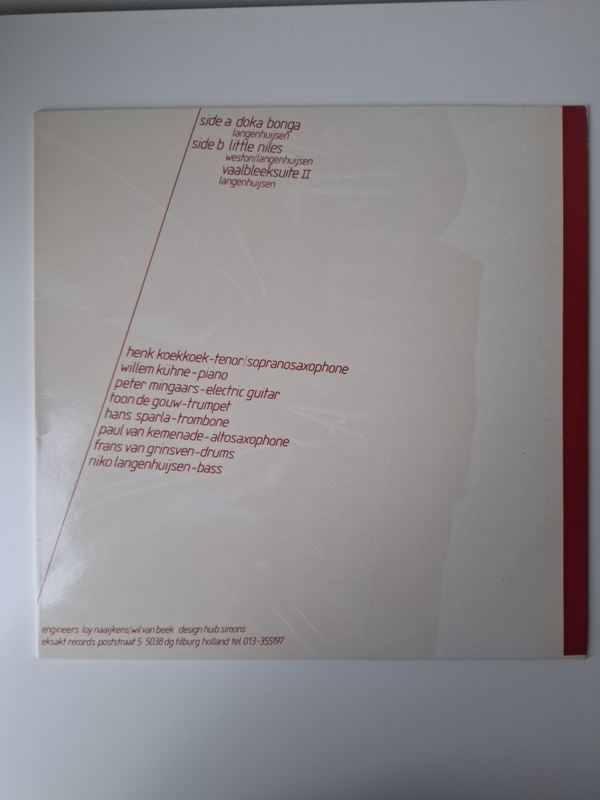 side a doka bonga
langenhuijsen
side b little niles
weston/langenhuijsen
vaalbleeksuite II
langenhuijsen
henk koekkoek-tenor/sopranosaxophone
willem kühne-piano
peter mingaars-electric guitar
toon de gouw-trumpet
hans sparla-trombone
paul van kemenade-altosaxophone
frans van grinsven-drums
niko langenhuijsen-bass
engineers loy naaijkens/wil van beek design huib simons
eksakt records poststraat 5 5038 dg tilburg holland tel 013-355197